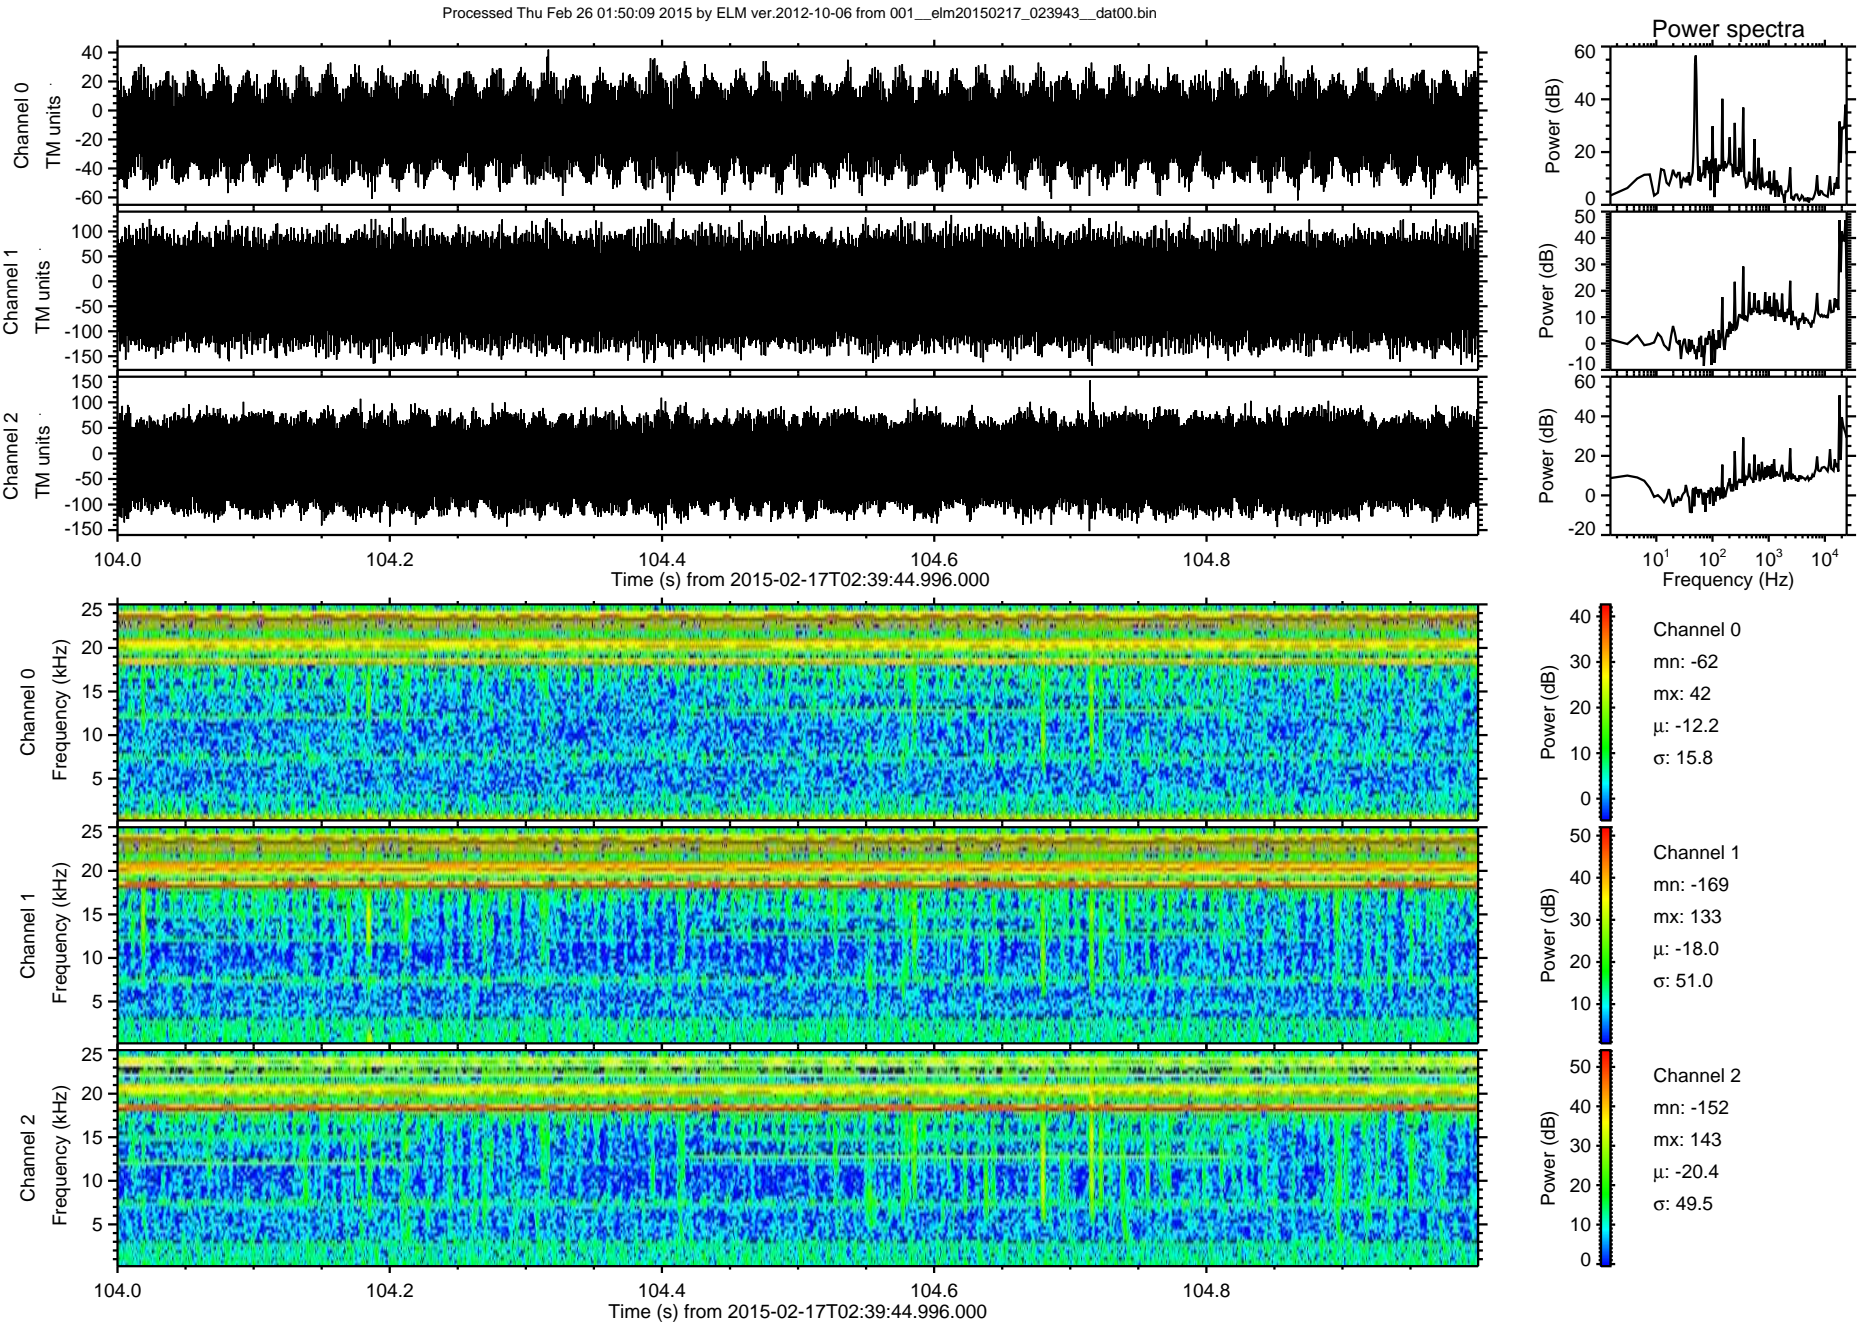 Processed Thu Feb 26 01:50:09 2015 by ELM ver.2012-10-06 from 001__elm20150217_023943__dat00.bin
Power spectra
Channel 0
TM units
40
20
0
-20
-40
-60
Power (dB)
60
40
20
0
Channel 1
TM units
100
50
0
-50
-100
-150
Power (dB)
50
40
30
20
10
0
-10
Channel 2
TM units
150
100
50
0
-50
-100
-150
Power (dB)
60
40
20
0
-20
104.0 104.2 104.4 104.6 104.8
Time (s) from 2015-02-17T02:39:44.996.000
10^1 10^2 10^3 10^4
Frequency (Hz)
Channel 0
Frequency (kHz)
25
20
15
10
5
Power (dB)
40
30
20
10
0
Channel 0
mn: -62
mx: 42
µ: -12.2
σ: 15.8
Channel 1
Frequency (kHz)
25
20
15
10
5
Power (dB)
50
40
30
20
10
Channel 1
mn: -169
mx: 133
µ: -18.0
σ: 51.0
Channel 2
Frequency (kHz)
25
20
15
10
5
Power (dB)
50
40
30
20
10
0
Channel 2
mn: -152
mx: 143
µ: -20.4
σ: 49.5
104.0 104.2 104.4 104.6 104.8
Time (s) from 2015-02-17T02:39:44.996.000